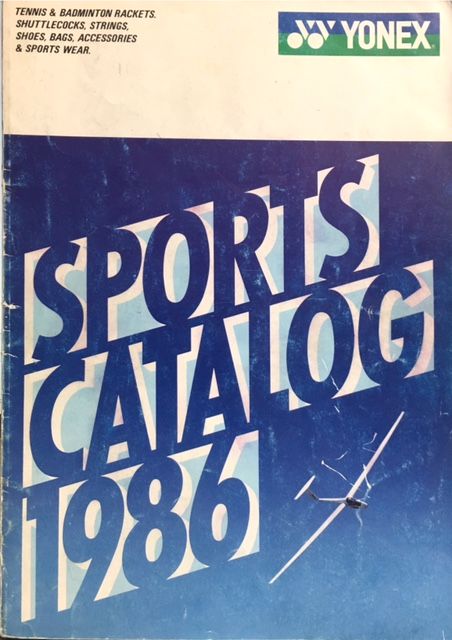 TENNIS & BADMINTON RACKETS.
SHUTTLECOCKS, STRINGS,
SHOES, BAGS, ACCESSORIES
& SPORTS WEAR.
YONEX
SPORTS
CATALOG
1986